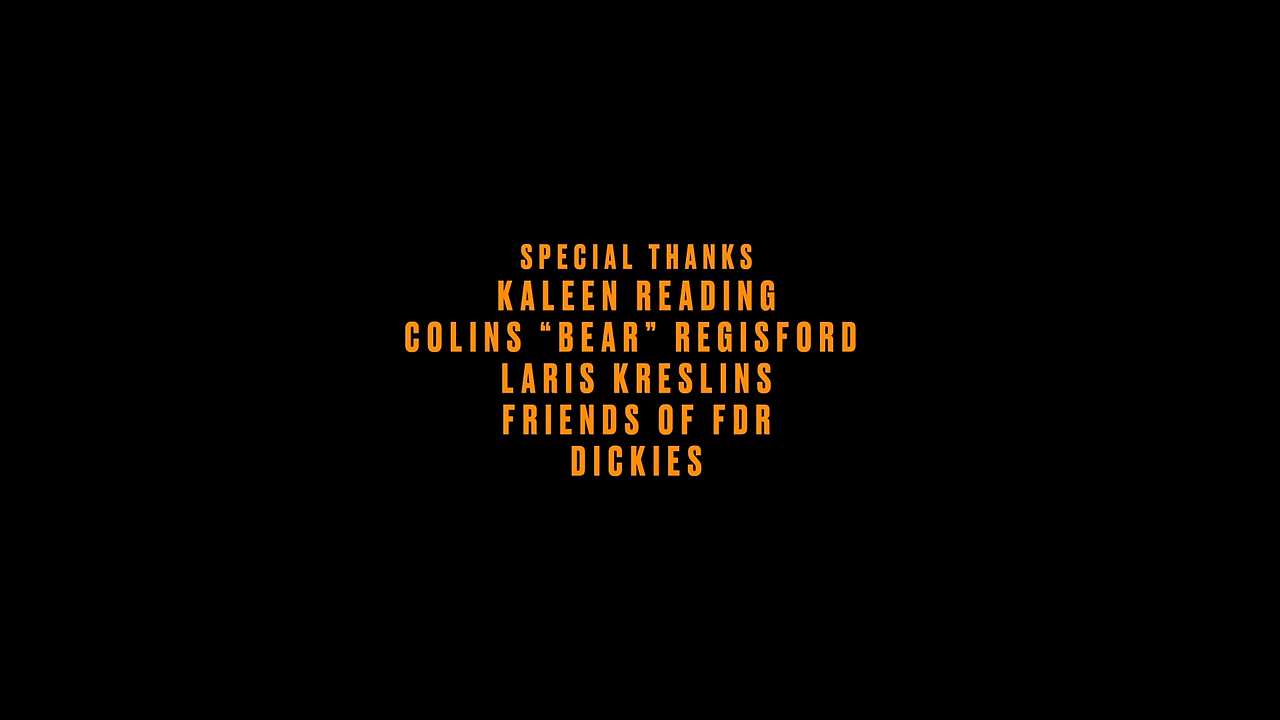 SPECIAL THANKS
KALEEN READING
COLINS “BEAR” REGISFORD
LARIS KRESLINS
FRIENDS OF FDR
DICKIES